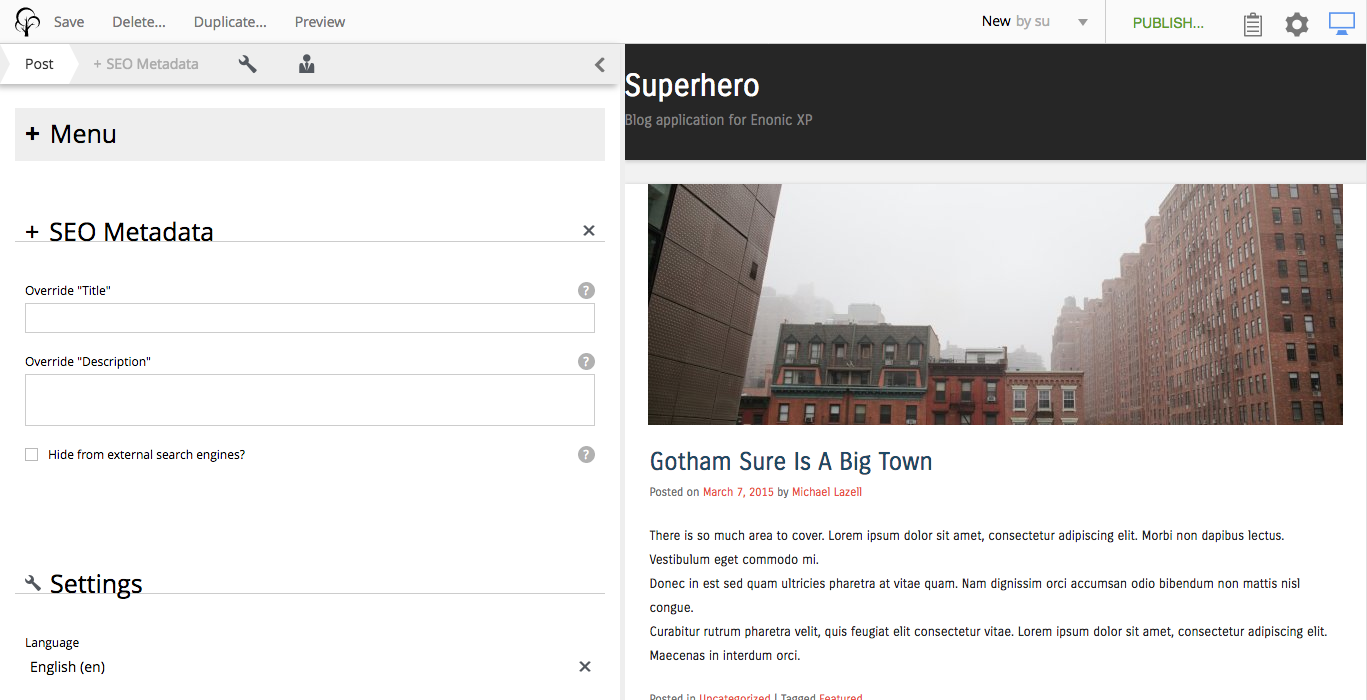 Save Delete... Duplicate... Preview New by su PUBLISH...
Post + SEO Metadata
+ Menu
+ SEO Metadata
Override "Title" ?
Override "Description" ?
Hide from external search engines? ?
Settings
Language
English (en)
Superhero
Blog application for Enonic XP
Gotham Sure Is A Big Town
Posted on March 7, 2015 by Michael Lazell
There is so much area to cover. Lorem ipsum dolor sit amet, consectetur adipiscing elit. Morbi non dapibus lectus.
Vestibulum eget commodo mi.
Donec in est sed quam ultricies pharetra at vitae quam. Nam dignissim orci accumsan odio bibendum non mattis nisl
congue.
Curabitur rutrum pharetra velit, quis feugiat elit consectetur vitae. Lorem ipsum dolor sit amet, consectetur adipiscing elit.
Maecenas in interdum orci.
Posted in Uncategorized | Tagged Featured